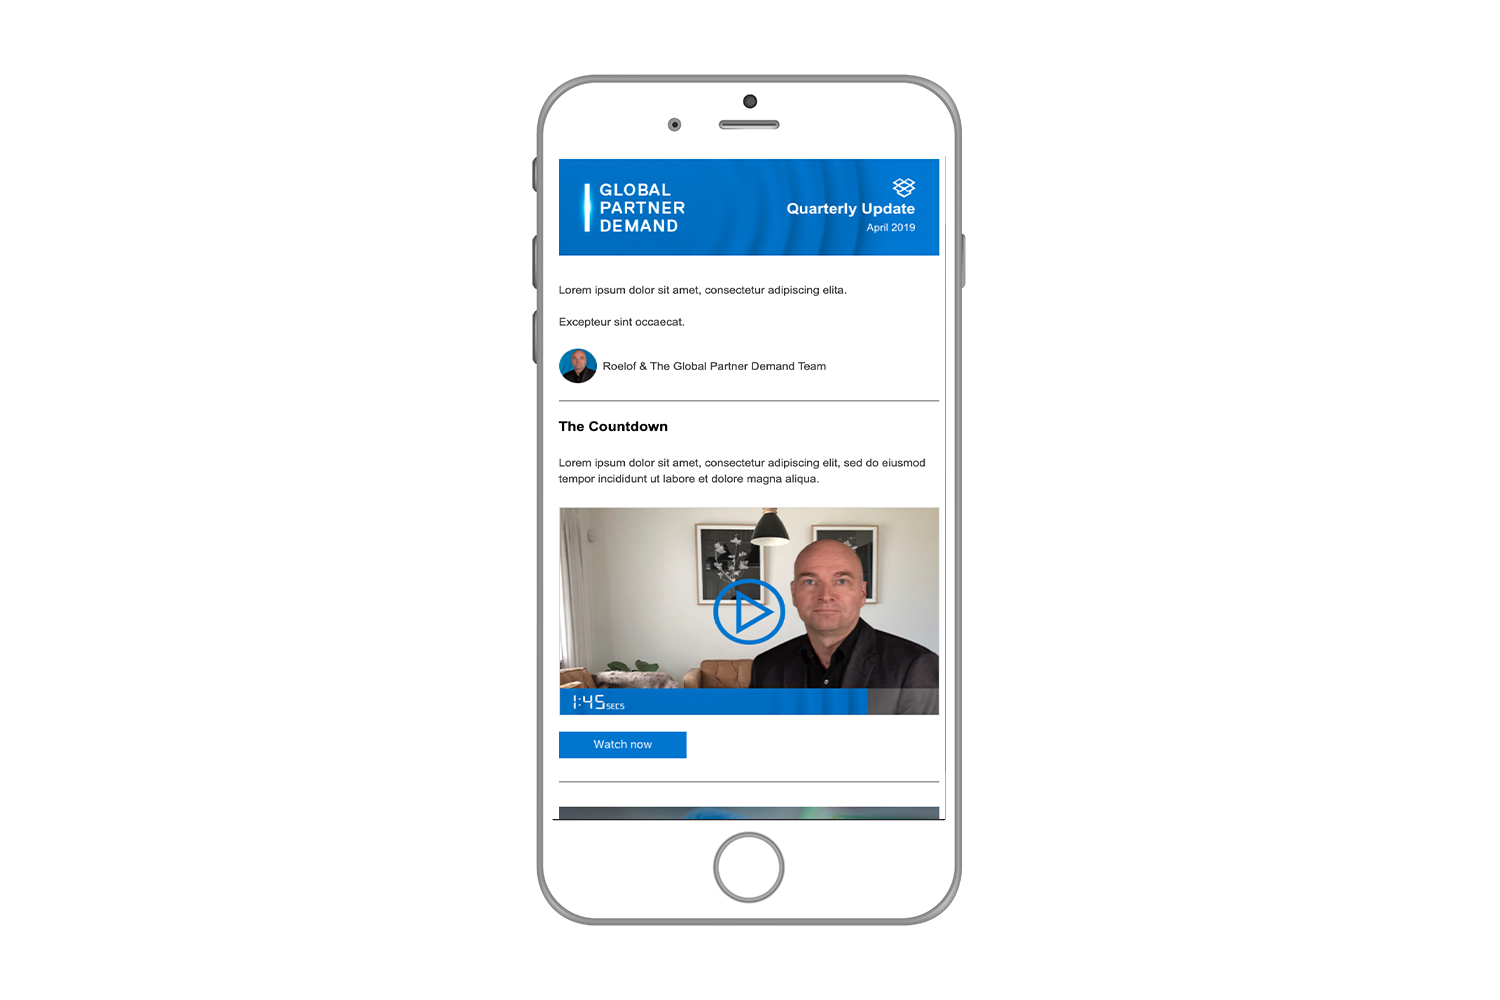 GLOBAL
PARTNER
DEMAND
Quarterly Update
April 2019
Lorem ipsum dolor sit amet, consectetur adipiscing elita.
Excepteur sint occaecat.
Roelof & The Global Partner Demand Team
The Countdown
Lorem ipsum dolor sit amet, consectetur adipiscing elit, sed do eiusmod
tempor incididunt ut labore et dolore magna aliqua.
1:45 SECS
Watch now